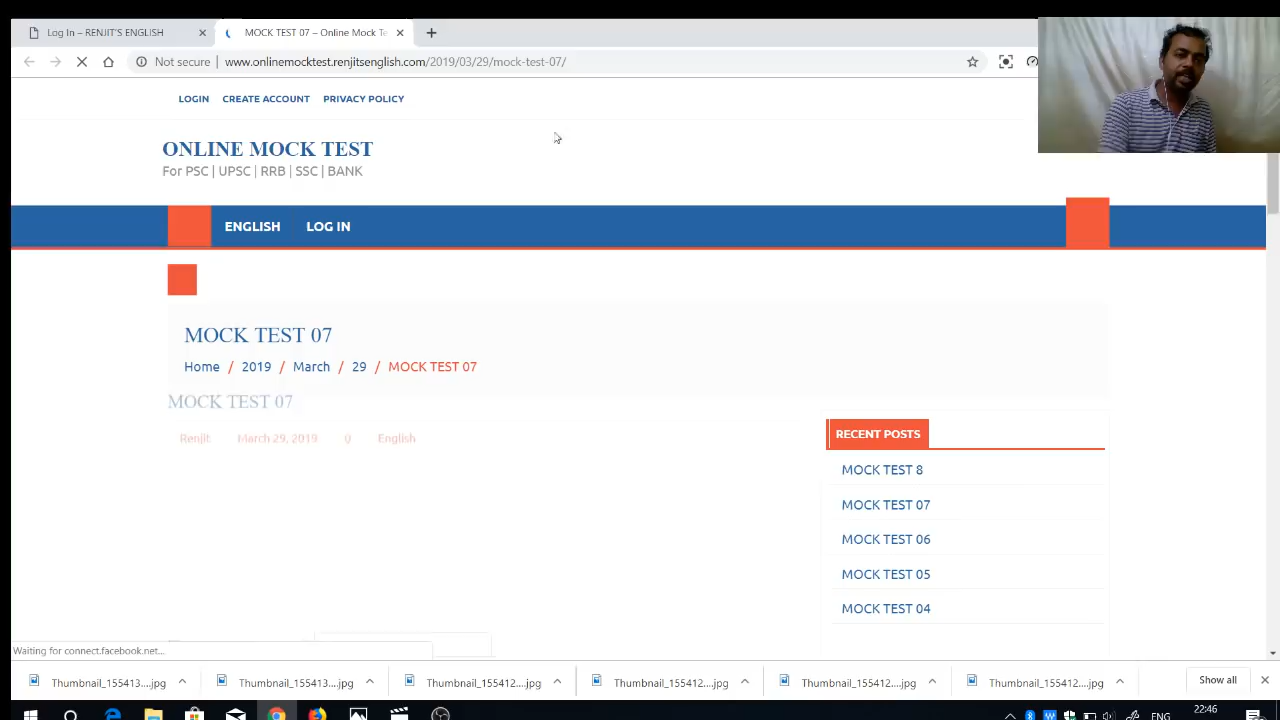 Log In – RENJIT'S ENGLISH
MOCK TEST 07 – Online Mock Te
Not secure
www.onlinemocktest.renjitsenglish.com/2019/03/29/mock-test-07/
LOGIN CREATE ACCOUNT PRIVACY POLICY
ONLINE MOCK TEST
For PSC | UPSC | RRB | SSC | BANK
ENGLISH LOG IN
MOCK TEST 07
Home / 2019 / March / 29 / MOCK TEST 07
MOCK TEST 07
Renjit March 29, 2019 0 English
RECENT POSTS
MOCK TEST 8
MOCK TEST 07
MOCK TEST 06
MOCK TEST 05
MOCK TEST 04
Waiting for connect.facebook.net...
Thumbnail_155413....jpg Thumbnail_155413....jpg Thumbnail_155412....jpg Thumbnail_155412....jpg Thumbnail_155412....jpg Thumbnail_155412....jpg Show all
ENG 22:46